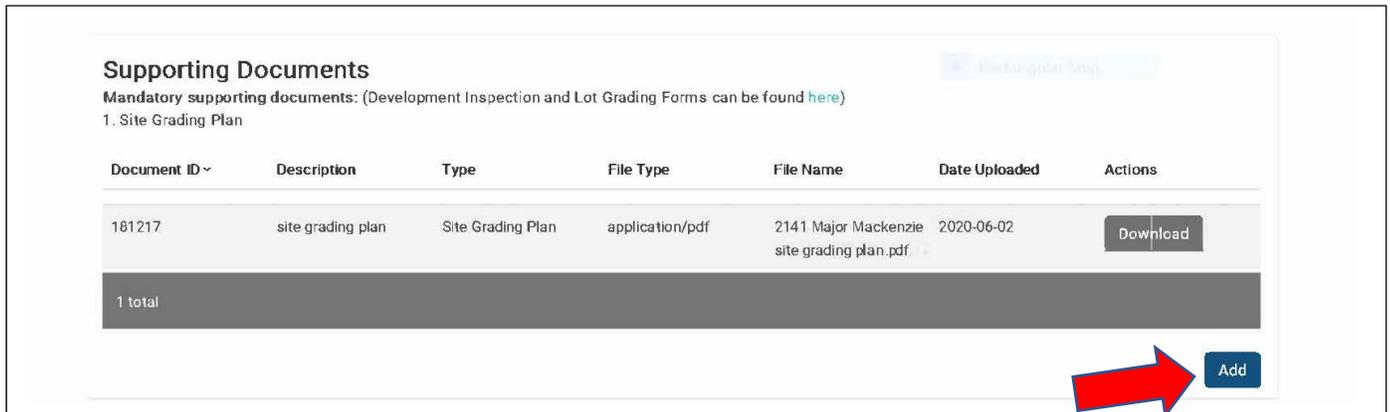 Supporting Documents
Mandatory supporting documents: (Development Inspection and Lot Grading Forms can be found here)
1. Site Grading Plan
Document ID Description Type File Type File Name Date Uploaded Actions
181217 site grading plan Site Grading Plan application/pdf 2141 Major Mackenzie 2020-06-02 Download
site grading plan.pdf
1 total
Add